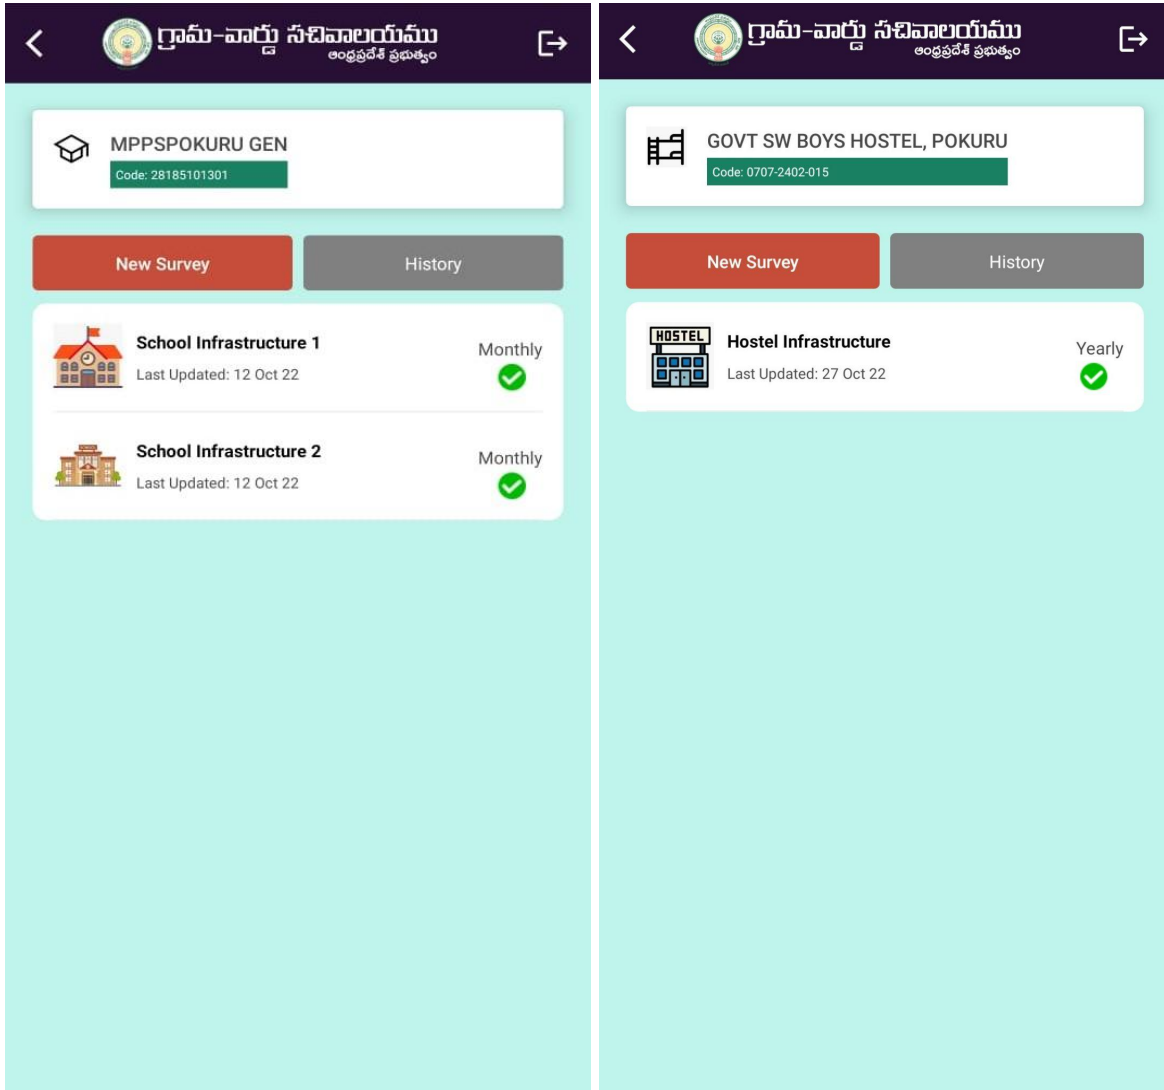 గ్రామ-వార్డు సచివాలయము
ఆంధ్రప్రదేశ్ ప్రభుత్వం
MPPSPOKURU GEN
Code: 28185101301
New Survey
History
School Infrastructure 1
Monthly
Last Updated: 12 Oct 22
School Infrastructure 2
Monthly
Last Updated: 12 Oct 22
గ్రామ-వార్డు సచివాలయము
ఆంధ్రప్రదేశ్ ప్రభుత్వం
GOVT SW BOYS HOSTEL, POKURU
Code: 0707-2402-015
New Survey
History
HOSTEL
Hostel Infrastructure
Yearly
Last Updated: 27 Oct 22